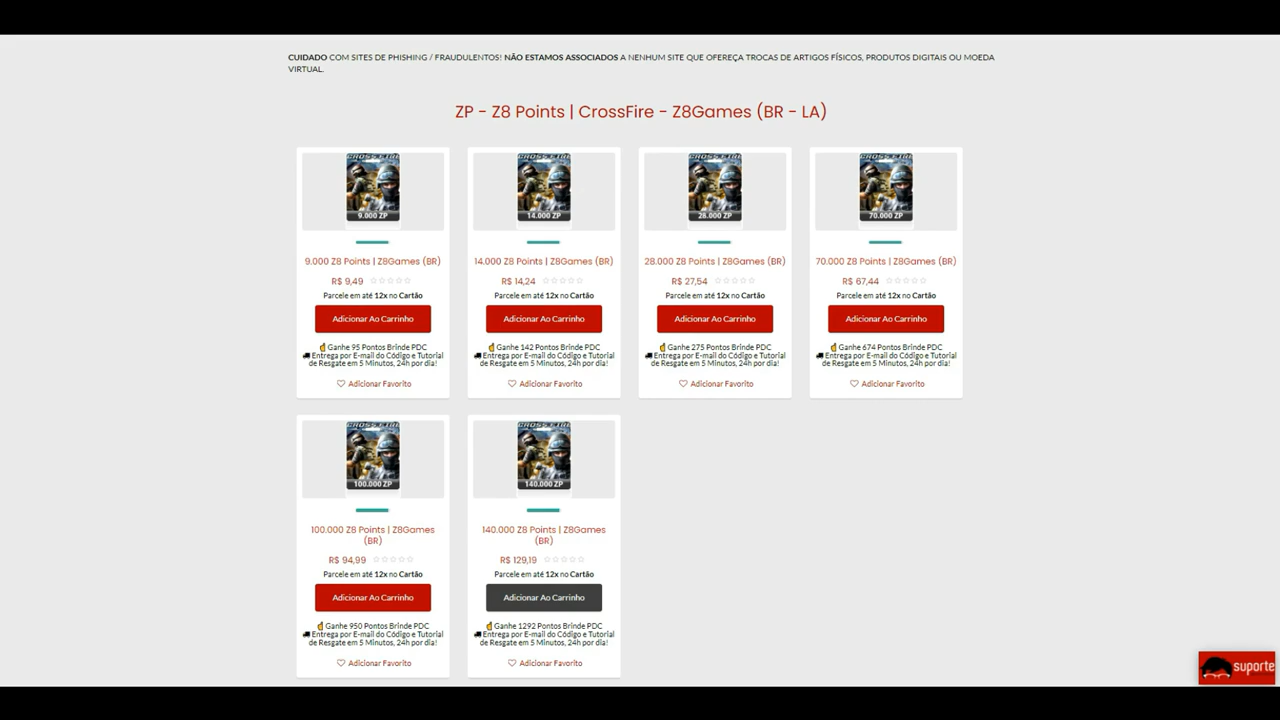 CUIDADO COM SITES DE PHISHING / FRAUDULENTOS! NÃO ESTAMOS ASSOCIADOS A NENHUM SITE QUE OFEREÇA TROCAS DE ARTIGOS FÍSICOS, PRODUTOS DIGITAIS OU MOEDA
VIRTUAL.
ZP - Z8 Points | CrossFire - Z8Games (BR - LA)
CROSS FIRE
9.000 ZP
9.000 Z8 Points | Z8Games (BR)
R$ 9,49
Parcele em até 12x no Cartão
Adicionar Ao Carrinho
Ganhe 95 Pontos Brinde PDC
Entrega por E-mail do Código e Tutorial
de Resgate em 5 Minutos, 24h por dia!
Adicionar Favorito
CROSS FIRE
14.000 ZP
14.000 Z8 Points | Z8Games (BR)
R$ 14,24
Parcele em até 12x no Cartão
Adicionar Ao Carrinho
Ganhe 142 Pontos Brinde PDC
Entrega por E-mail do Código e Tutorial
de Resgate em 5 Minutos, 24h por dia!
Adicionar Favorito
CROSS FIRE
28.000 ZP
28.000 Z8 Points | Z8Games (BR)
R$ 27,54
Parcele em até 12x no Cartão
Adicionar Ao Carrinho
Ganhe 275 Pontos Brinde PDC
Entrega por E-mail do Código e Tutorial
de Resgate em 5 Minutos, 24h por dia!
Adicionar Favorito
CROSS FIRE
70.000 ZP
70.000 Z8 Points | Z8Games (BR)
R$ 67,44
Parcele em até 12x no Cartão
Adicionar Ao Carrinho
Ganhe 674 Pontos Brinde PDC
Entrega por E-mail do Código e Tutorial
de Resgate em 5 Minutos, 24h por dia!
Adicionar Favorito
CROSS FIRE
100.000 ZP
100.000 Z8 Points | Z8Games
(BR)
R$ 94,99
Parcele em até 12x no Cartão
Adicionar Ao Carrinho
Ganhe 950 Pontos Brinde PDC
Entrega por E-mail do Código e Tutorial
de Resgate em 5 Minutos, 24h por dia!
Adicionar Favorito
CROSS FIRE
140.000 ZP
140.000 Z8 Points | Z8Games
(BR)
R$ 129,19
Parcele em até 12x no Cartão
Adicionar Ao Carrinho
Ganhe 1292 Pontos Brinde PDC
Entrega por E-mail do Código e Tutorial
de Resgate em 5 Minutos, 24h por dia!
Adicionar Favorito
suporte